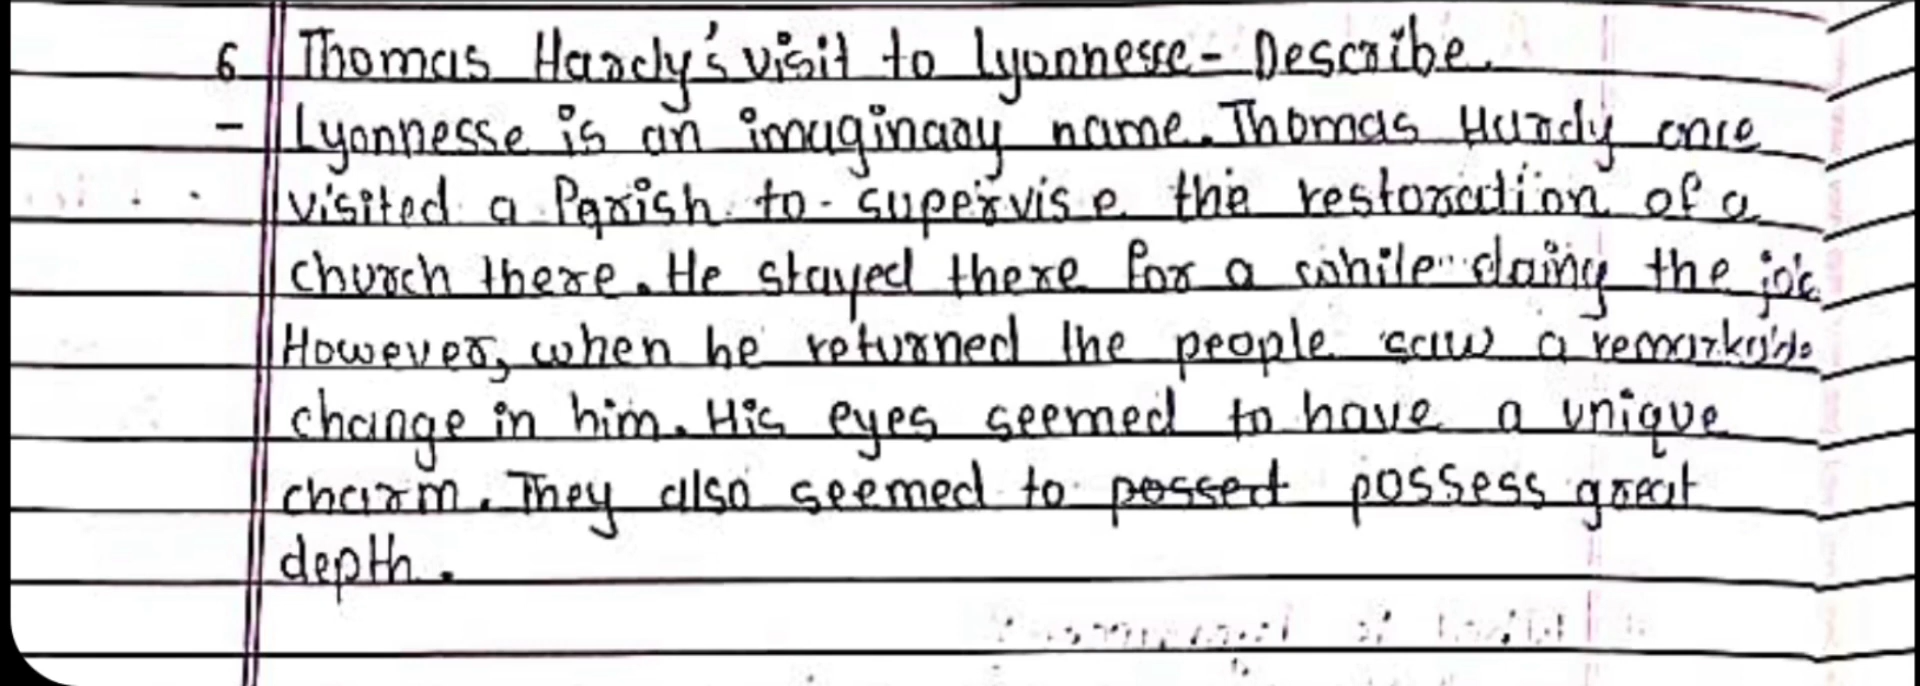 6 Thomas Hardy's visit to lyonnesse - Describe
- Lyonnesse is an imaginary name. Thomas Hardy once
visited a Parish to supervise the restoration of a
church there. He stayed there for a while doing the job
However, when he returned the people saw a remarkable
change in him. His eyes seemed to have a unique
charm. They also seemed to possert possess great
depth.